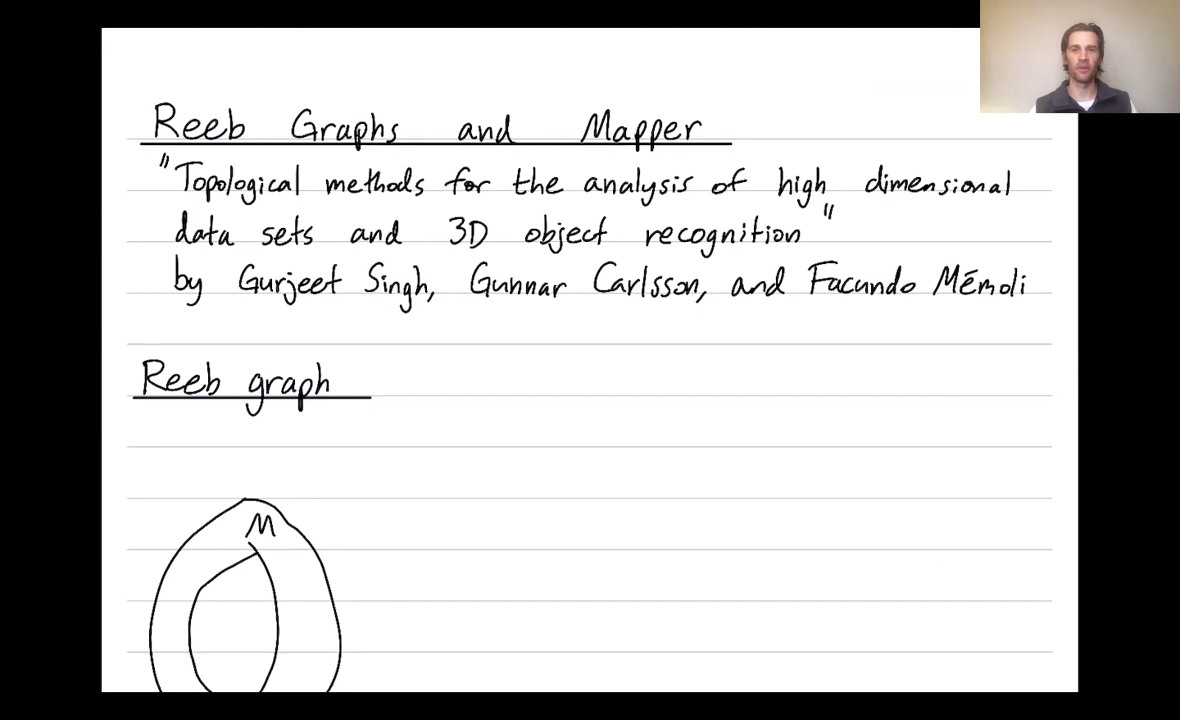 Reeb Graphs and Mapper
"Topological methods for the analysis of high dimensional
data sets and 3D object recognition"
by Gurjeet Singh, Gunnar Carlsson, and Facundo Mémoli
Reeb graph
M